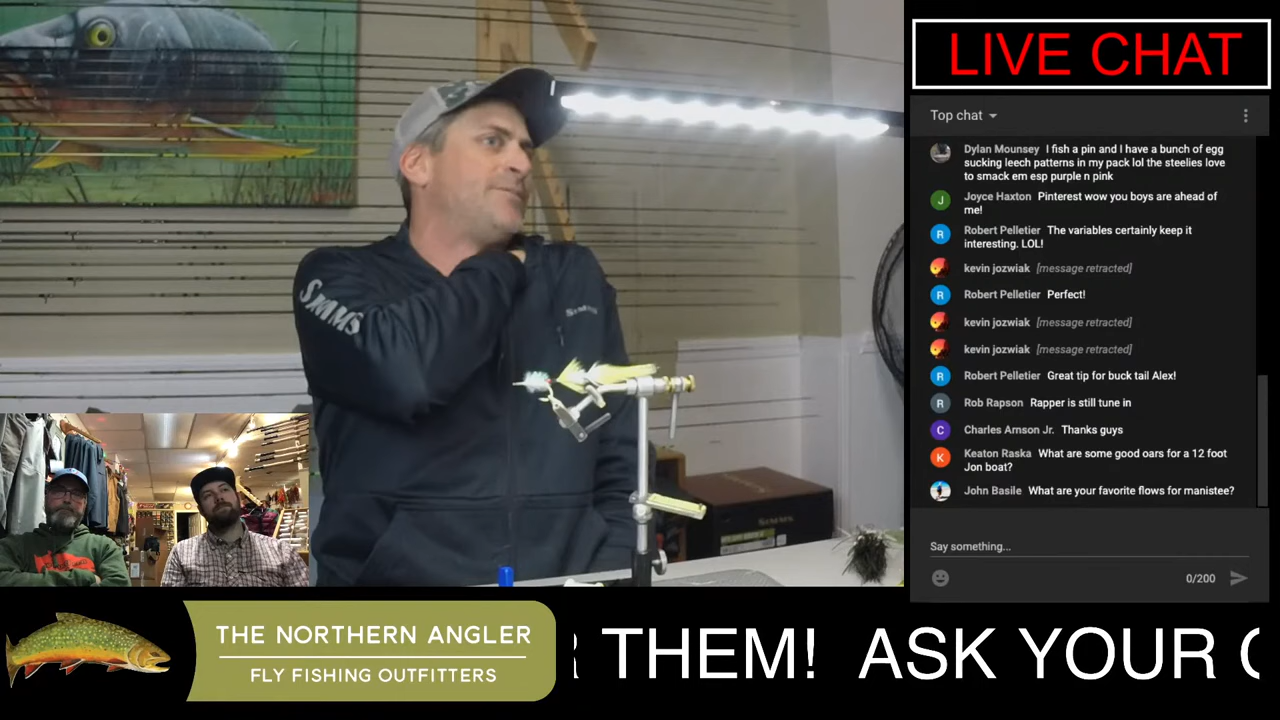 LIVE CHAT
Top chat
Dylan Mounsey I fish a pin and I have a bunch of egg
sucking leech patterns in my pack lol the steelies love
to smack em esp purple n pink
J
Joyce Haxton Pinterest wow you boys are ahead of
me!
R
Robert Pelletier The variables certainly keep it
interesting. LOL!
kevin jozwiak [message retracted]
R
Robert Pelletier Perfect!
kevin jozwiak [message retracted]
kevin jozwiak [message retracted]
R
Robert Pelletier Great tip for buck tail Alex!
R
Rob Rapson Rapper is still tune in
C
Charles Arnson Jr. Thanks guys
K
Keaton Raska What are some good oars for a 12 foot
Jon boat?
John Basile What are your favorite flows for manistee?
Say something...
0/200
SIMMS
SIMMS
SIMMS
THE NORTHERN ANGLER
FLY FISHING OUTFITTERS
R THEM! ASK YOUR